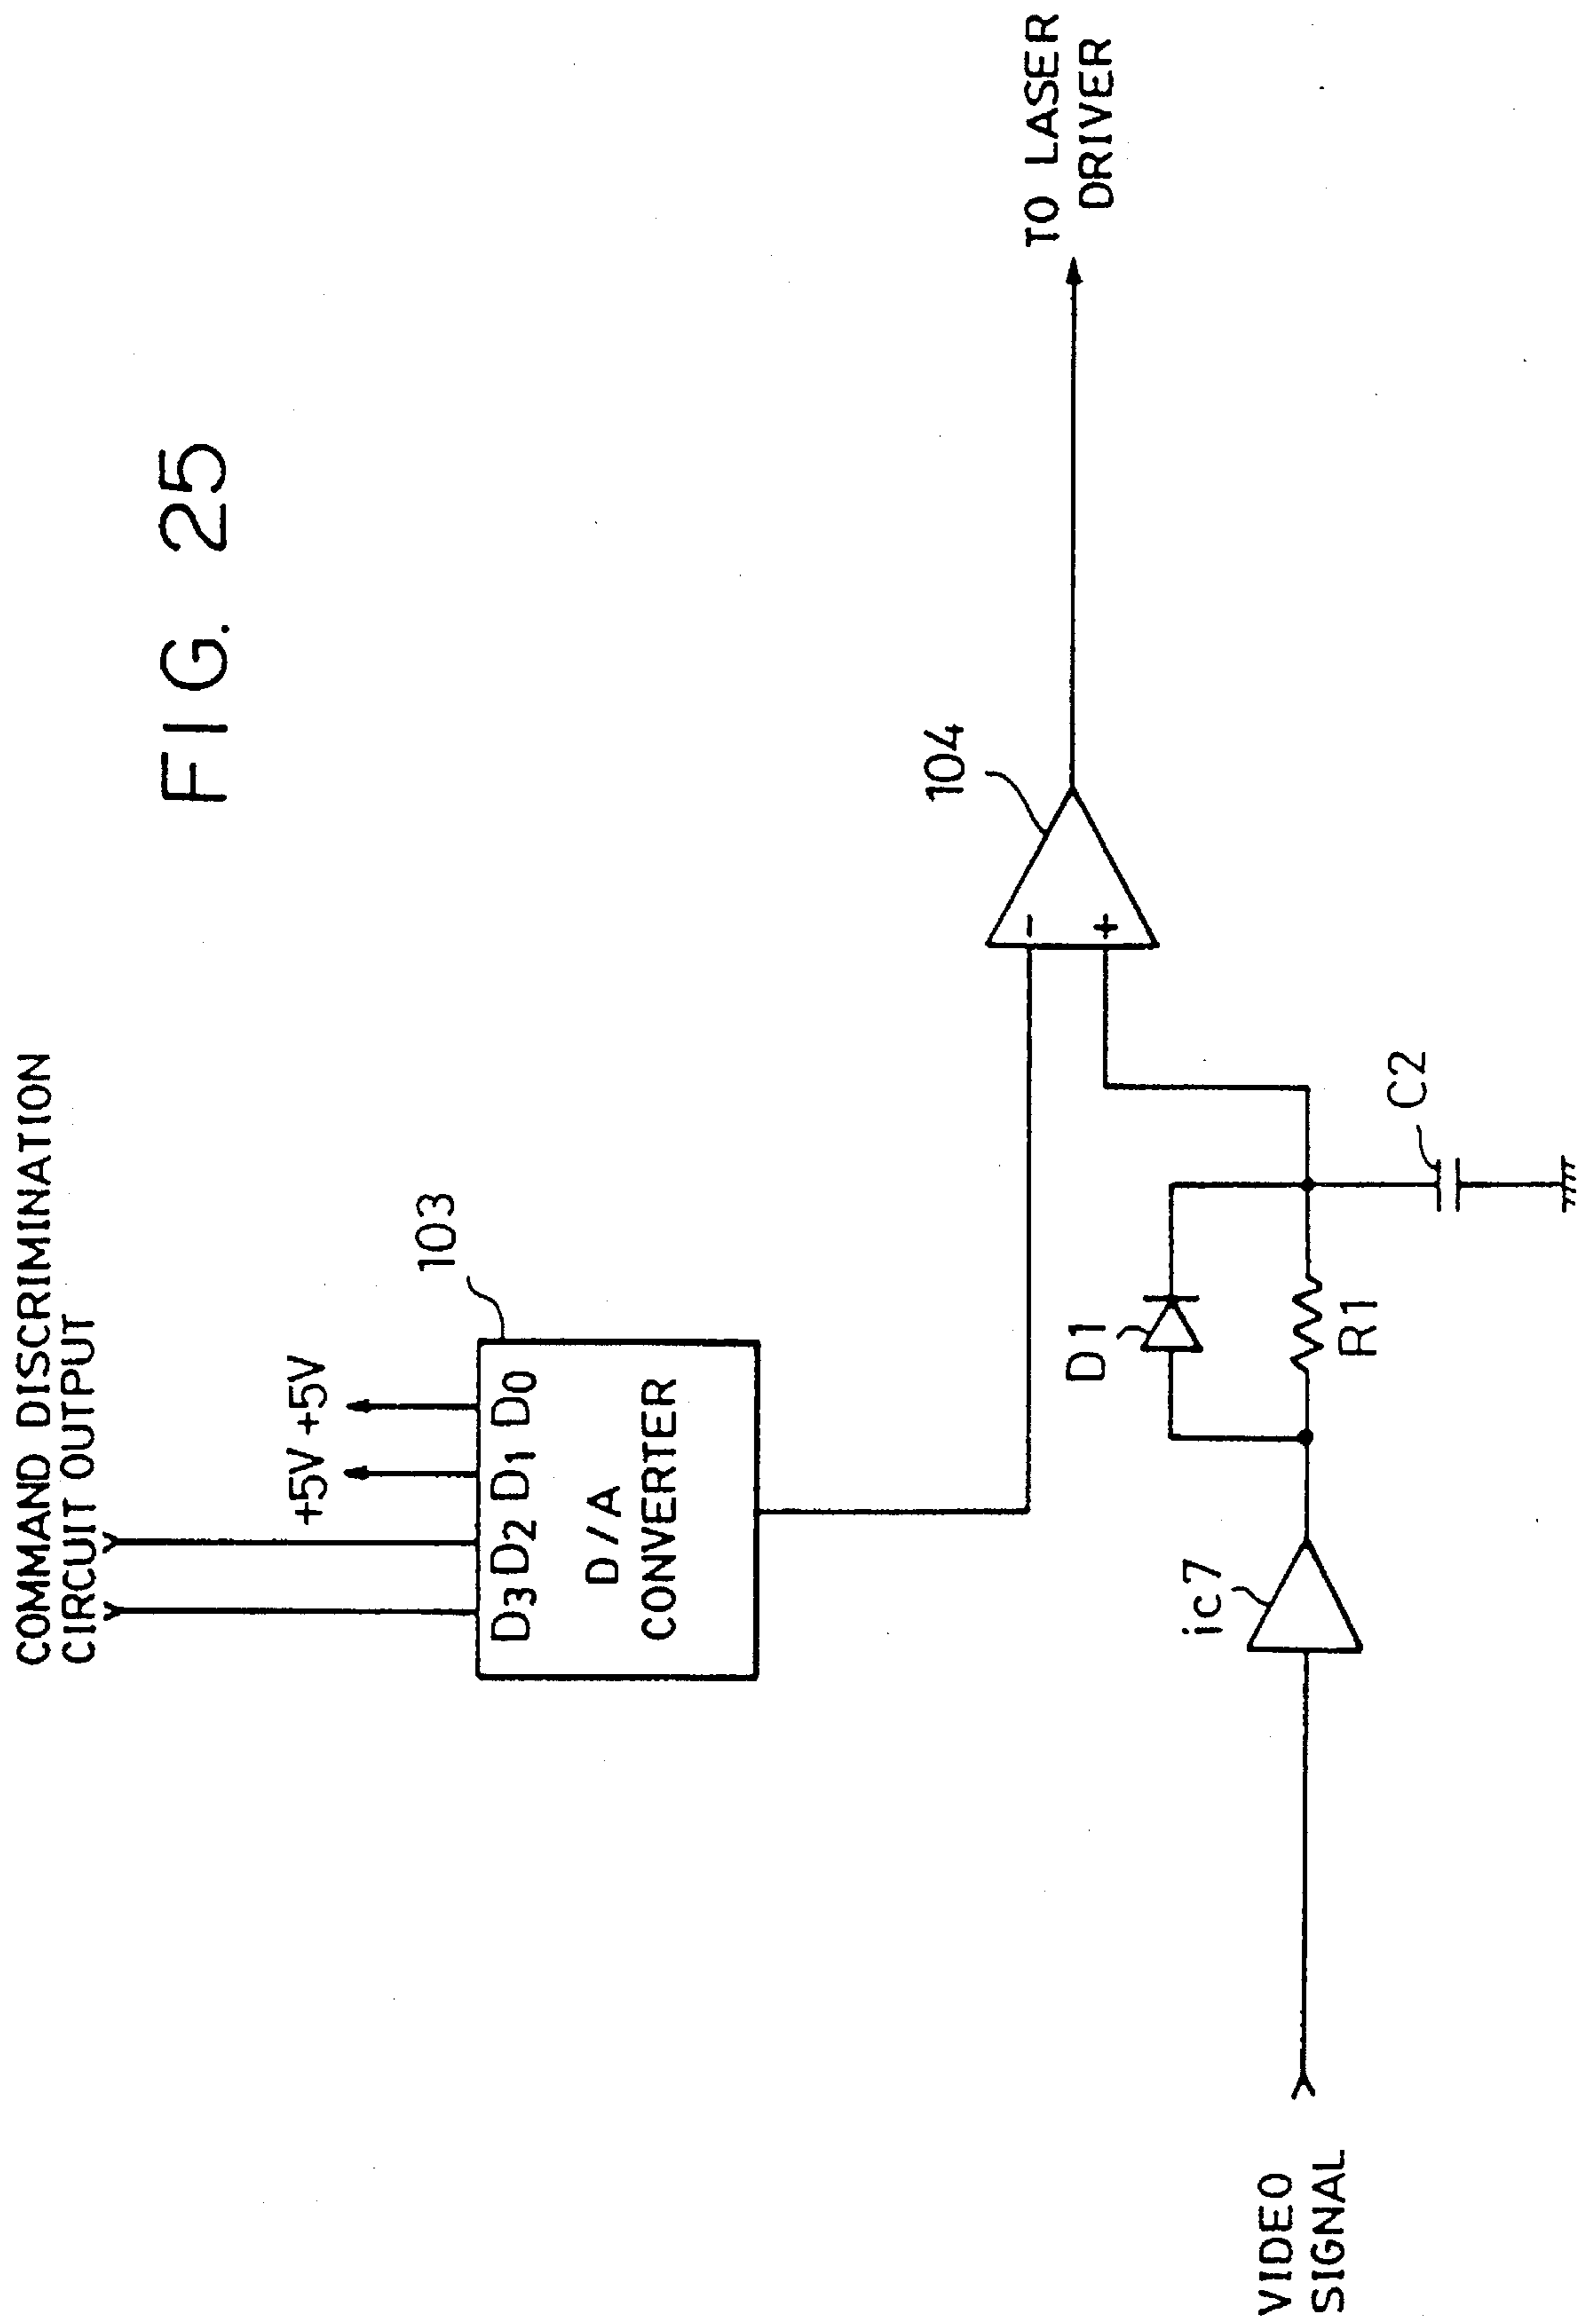 FIG. 25
COMMAND DISCRIMINATION
CIRCUIT OUTPUT
+5V +5V
103
D3 D2 D1 D0
D/A
CONVERTER
104
-
+
TO LASER
DRIVER
D1
R1
C2
ic7
VIDEO
SIGNAL